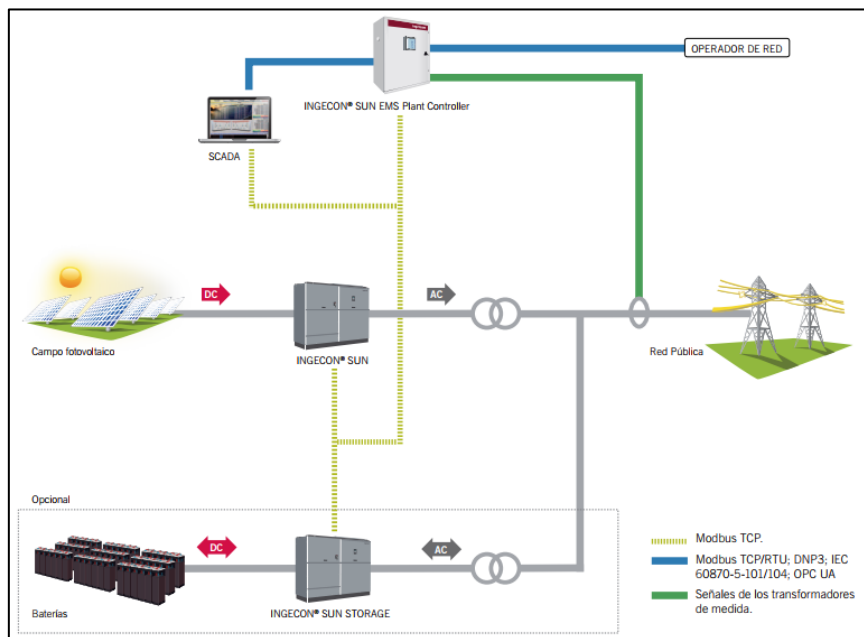 OPERADOR DE RED
INGECON® SUN EMS Plant Controller
SCADA
DC
AC
Campo fotovoltaico
INGECON® SUN
Red Pública
Opcional
DC
AC
Baterías
INGECON® SUN STORAGE
Modbus TCP.
Modbus TCP/RTU; DNP3; IEC
60870-5-101/104; OPC UA
Señales de los transformadores
de medida.